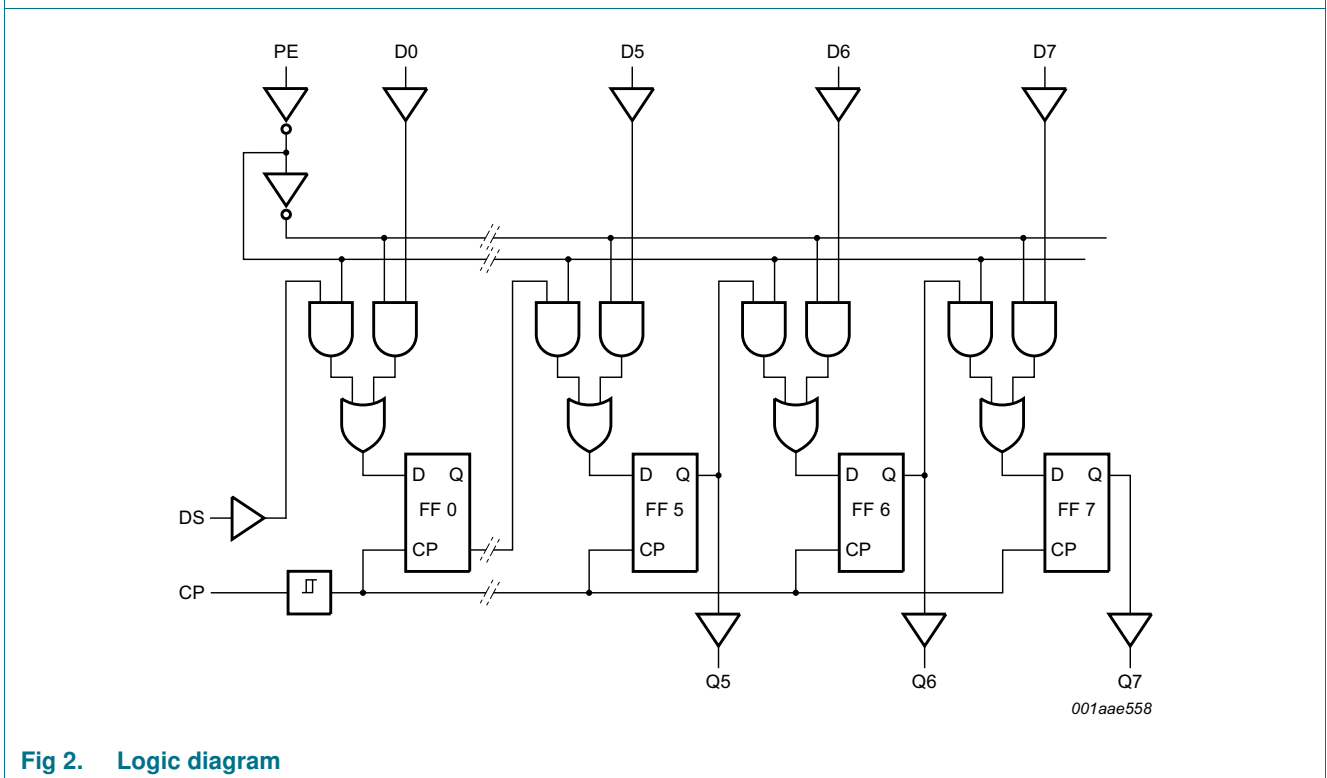 PE D0 D5 D6 D7
D Q D Q D Q D Q
FF 0 FF 5 FF 6 FF 7
DS
CP CP CP CP
CP
Q5 Q6 Q7
001aae558
Fig 2. Logic diagram